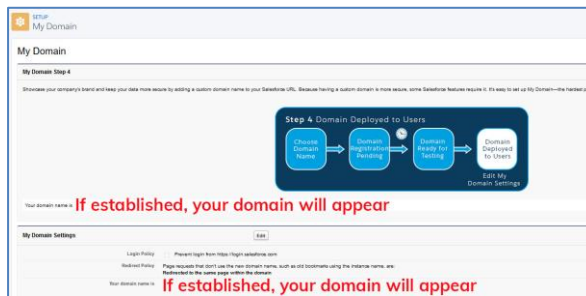 SETUP
My Domain
My Domain
My Domain Step 4
Showcase your company's brand and keep your data more secure by adding a custom domain name to your Salesforce URL. Because having a custom domain is more secure, some Salesforce features require it. It's easy to set up My Domain—the hardest
Step 4 Domain Deployed to Users
Choose Domain Name
Domain Registration Pending
Domain Ready for Testing
Domain Deployed to Users
Edit My Domain Settings
Your domain name is If established, your domain will appear
My Domain Settings Edit
Login Policy Prevent login from https://login.salesforce.com
Redirect Policy Page requests that don't use the new domain name, such as old bookmarks using the instance name, are:
Redirected to the same page within the domain
Your domain name is If established, your domain will appear